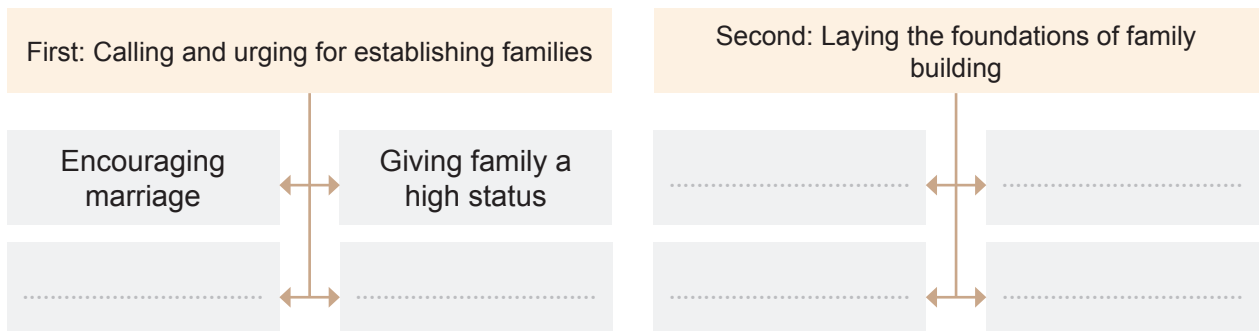 First: Calling and urging for establishing families
Second: Laying the foundations of family
building
Encouraging
marriage
Giving family a
high status